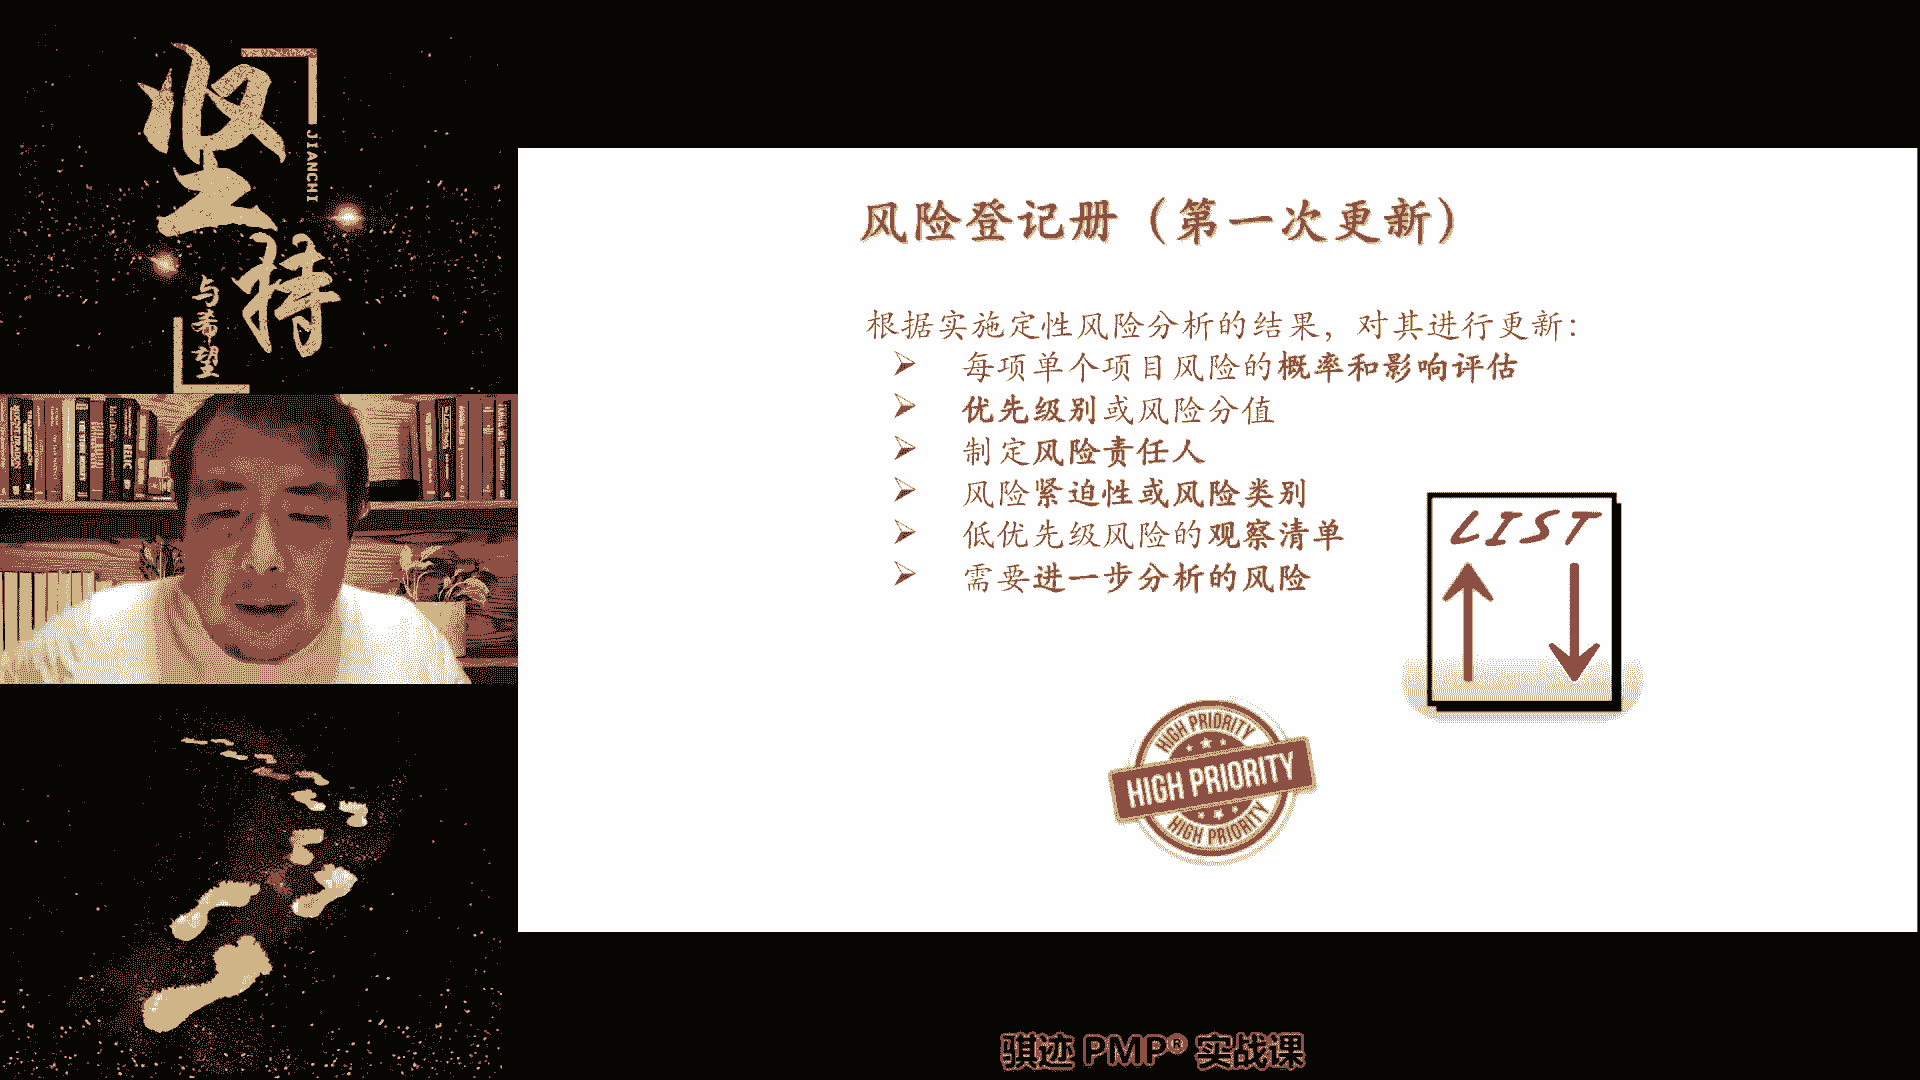 坚持
JIANCHI
与希望
风险登记册（第一次更新）
根据实施定性风险分析的结果，对其进行更新：
➢ 每项单个项目风险的概率和影响评估
➢ 优先级别或风险分值
➢ 制定风险责任人
➢ 风险紧迫性或风险类别
➢ 低优先级风险的观察清单
➢ 需要进一步分析的风险
LIST
HIGH PRIORITY
HIGH PRIORITY
HIGH PRIORITY
骐迹 PMP® 实战课